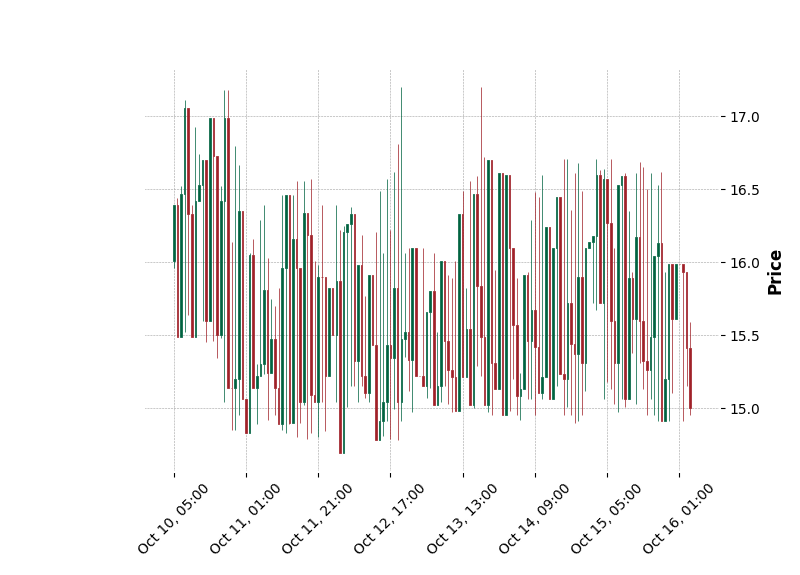 17.0
16.5
16.0
15.5
15.0
Price
Oct 10, 05:00
Oct 11, 01:00
Oct 11, 21:00
Oct 12, 17:00
Oct 13, 13:00
Oct 14, 09:00
Oct 15, 05:00
Oct 16, 01:00